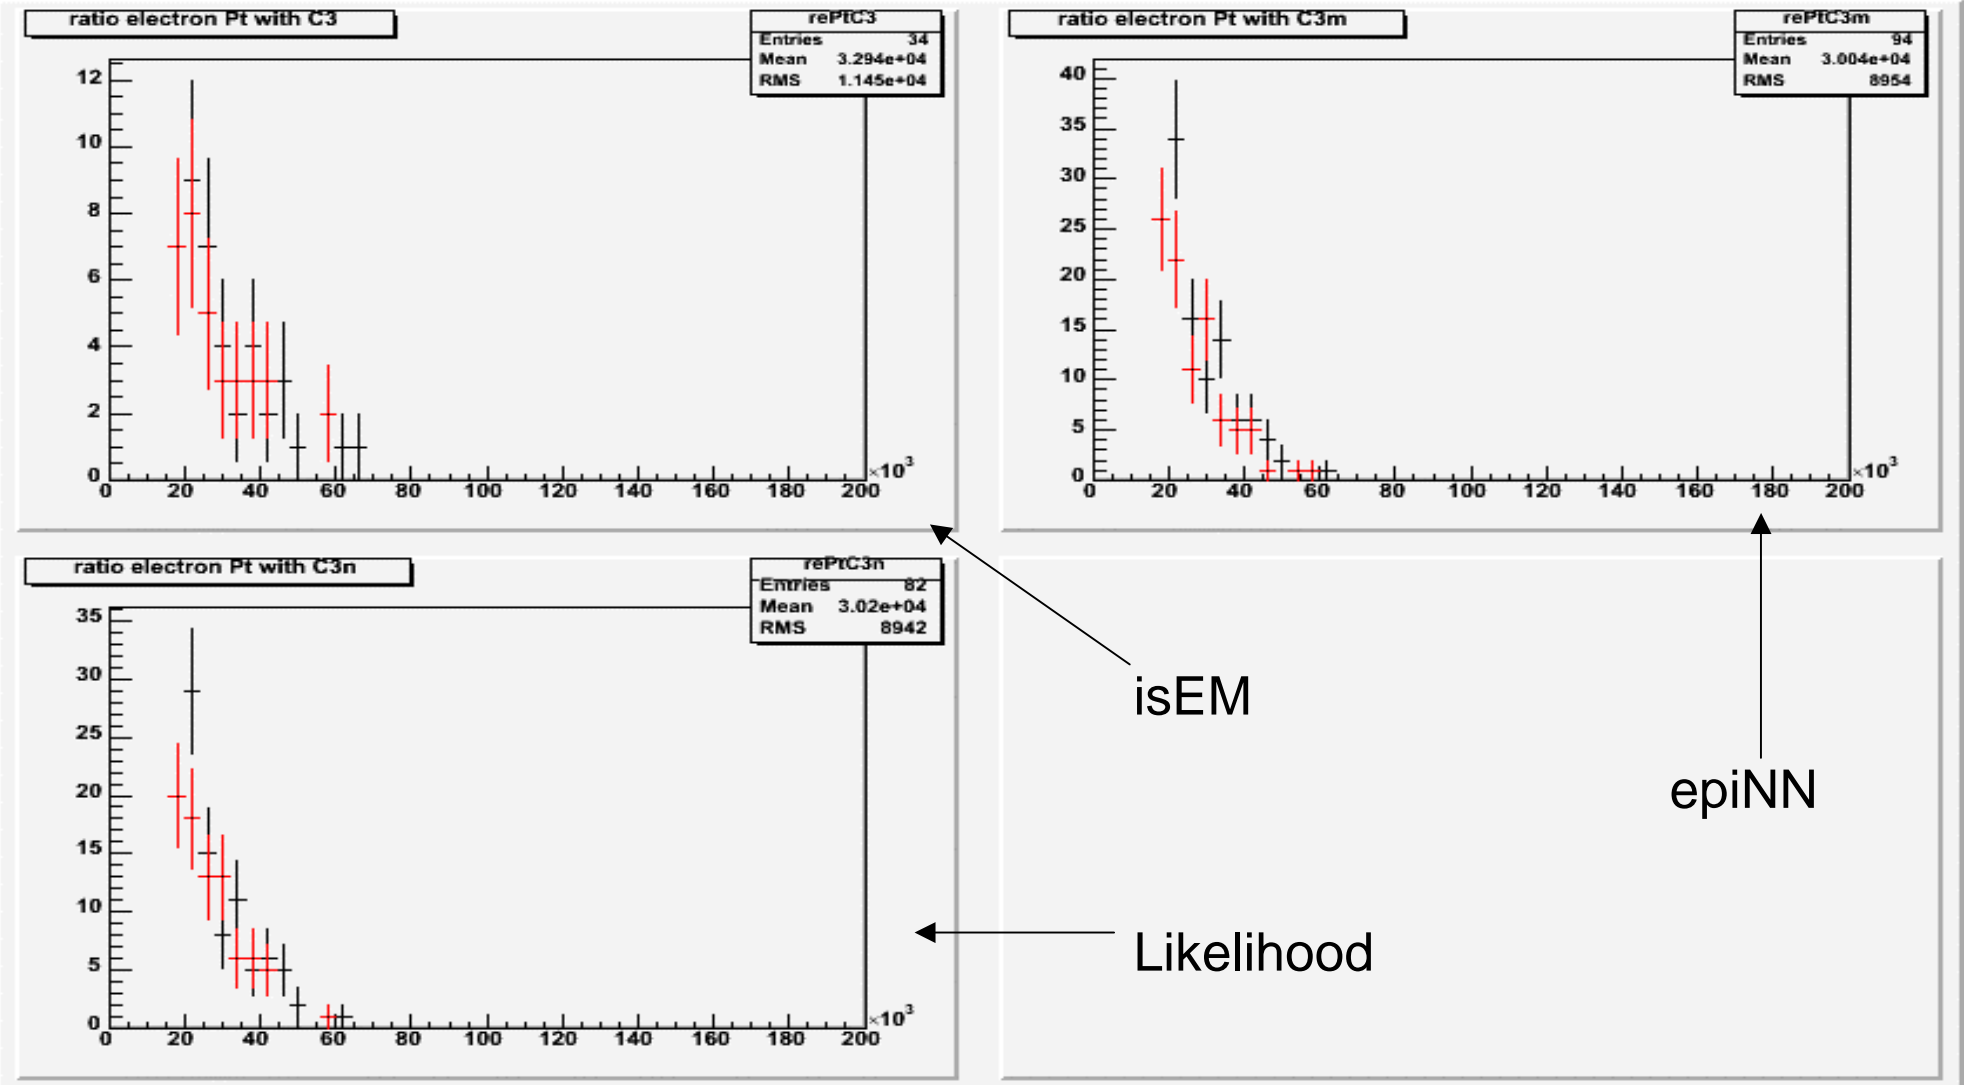 ratio electron Pt with C3
rePtC3
Entries 34
Mean 3.294e+04
RMS 1.145e+04
12
10
8
6
4
2
0
0 20 40 60 80 100 120 140 160 180 200
×10³
ratio electron Pt with C3m
rePtC3m
Entries 94
Mean 3.004e+04
RMS 8954
40
35
30
25
20
15
10
5
0
0 20 40 60 80 100 120 140 160 180 200
×10³
ratio electron Pt with C3n
rePtC3n
Entries 82
Mean 3.02e+04
RMS 8942
35
30
25
20
15
10
5
0
0 20 40 60 80 100 120 140 160 180 200
×10³
isEM
epiNN
Likelihood